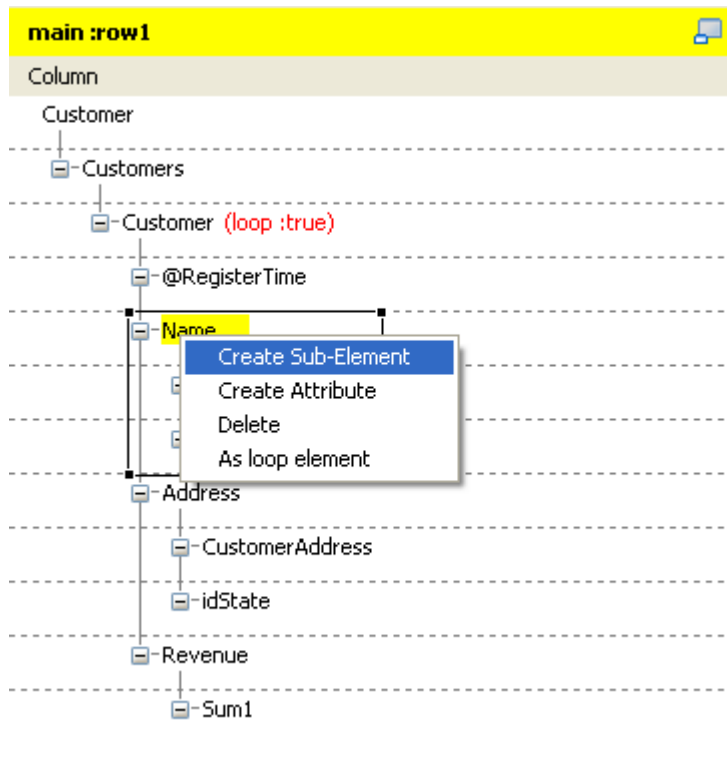 main :row1
Column
Customer
Customers
Customer (loop :true)
@RegisterTime
Name
Create Sub-Element
Create Attribute
Delete
As loop element
Address
CustomerAddress
idState
Revenue
Sum1